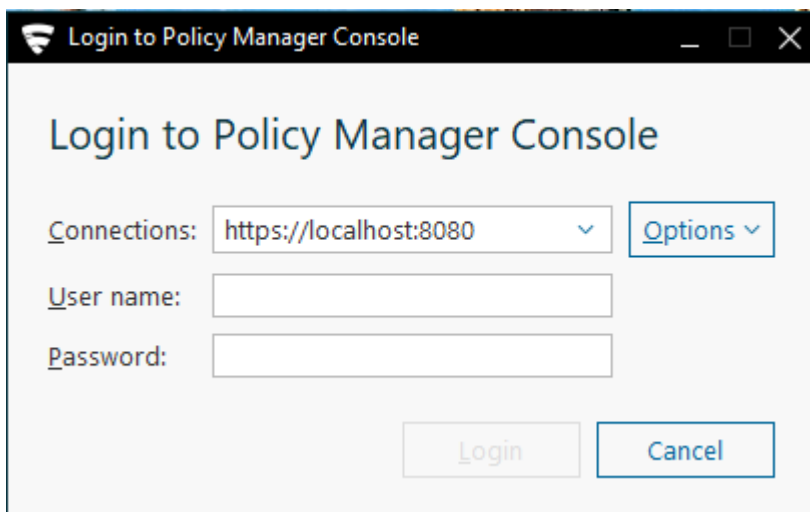 Login to Policy Manager Console
Login to Policy Manager Console
Connections: https://localhost:8080 Options
User name:
Password:
Login Cancel